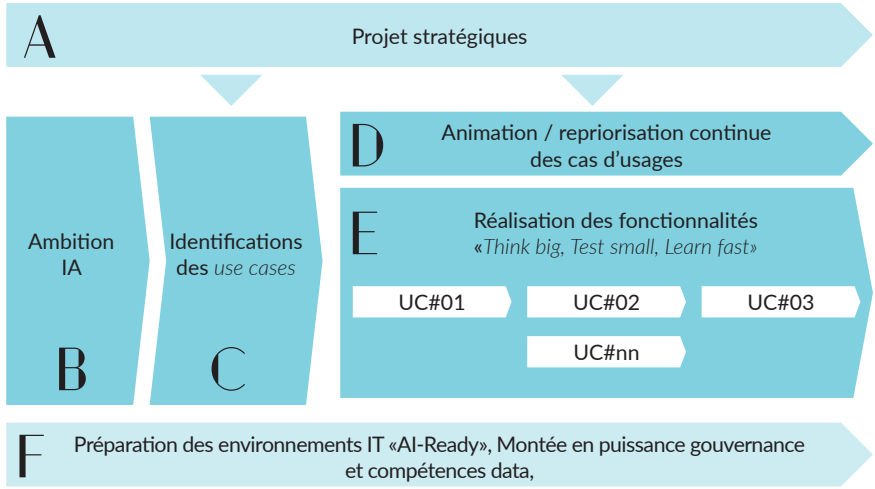 A
Projet stratégiques
D
Animation / repriorisation continue
des cas d'usages
Ambition
IA
B
Identifications
des use cases
C
E
Réalisation des fonctionnalités
«Think big, Test small, Learn fast»
UC#01
UC#02
UC#03
UC#nn
F
Préparation des environnements IT «AI-Ready», Montée en puissance gouvernance
et compétences data,